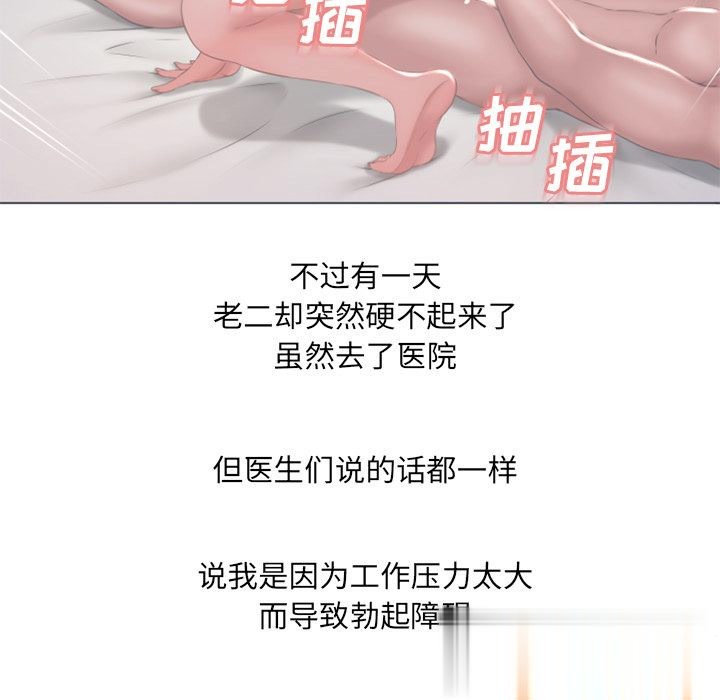 抽插
抽插
不过有一天
老二却突然硬不起来了
虽然去了医院
但医生们说的话都一样
说我是因为工作压力太大
而导致勃起障